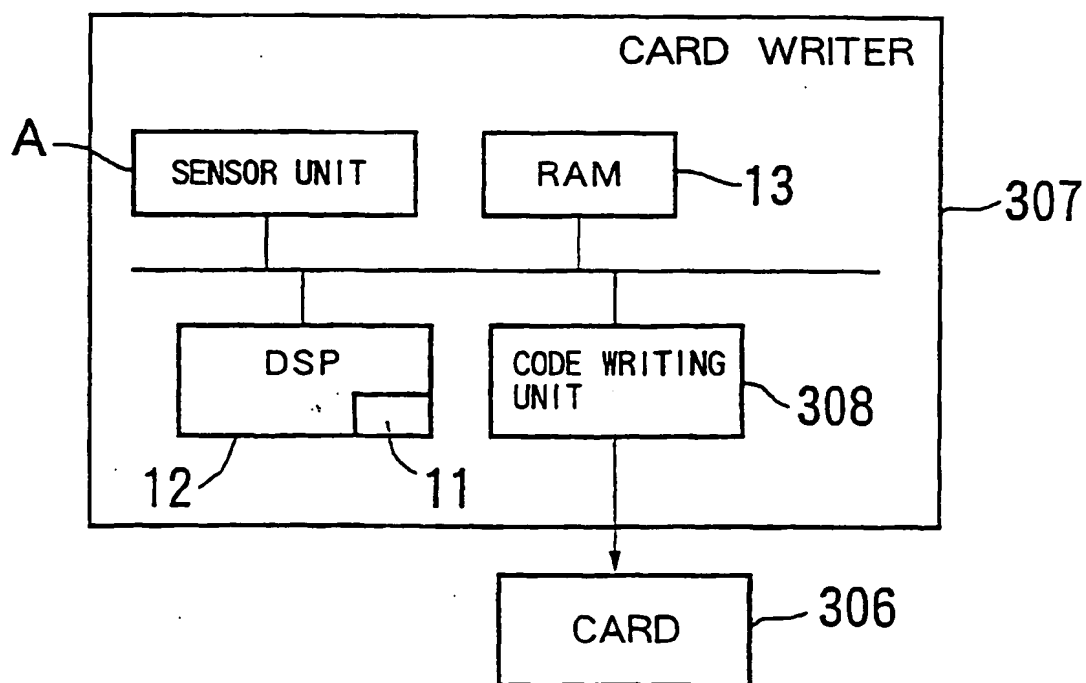 CARD WRITER
A
SENSOR UNIT
RAM
13
307
DSP
CODE WRITING
UNIT
308
12
11
CARD
306